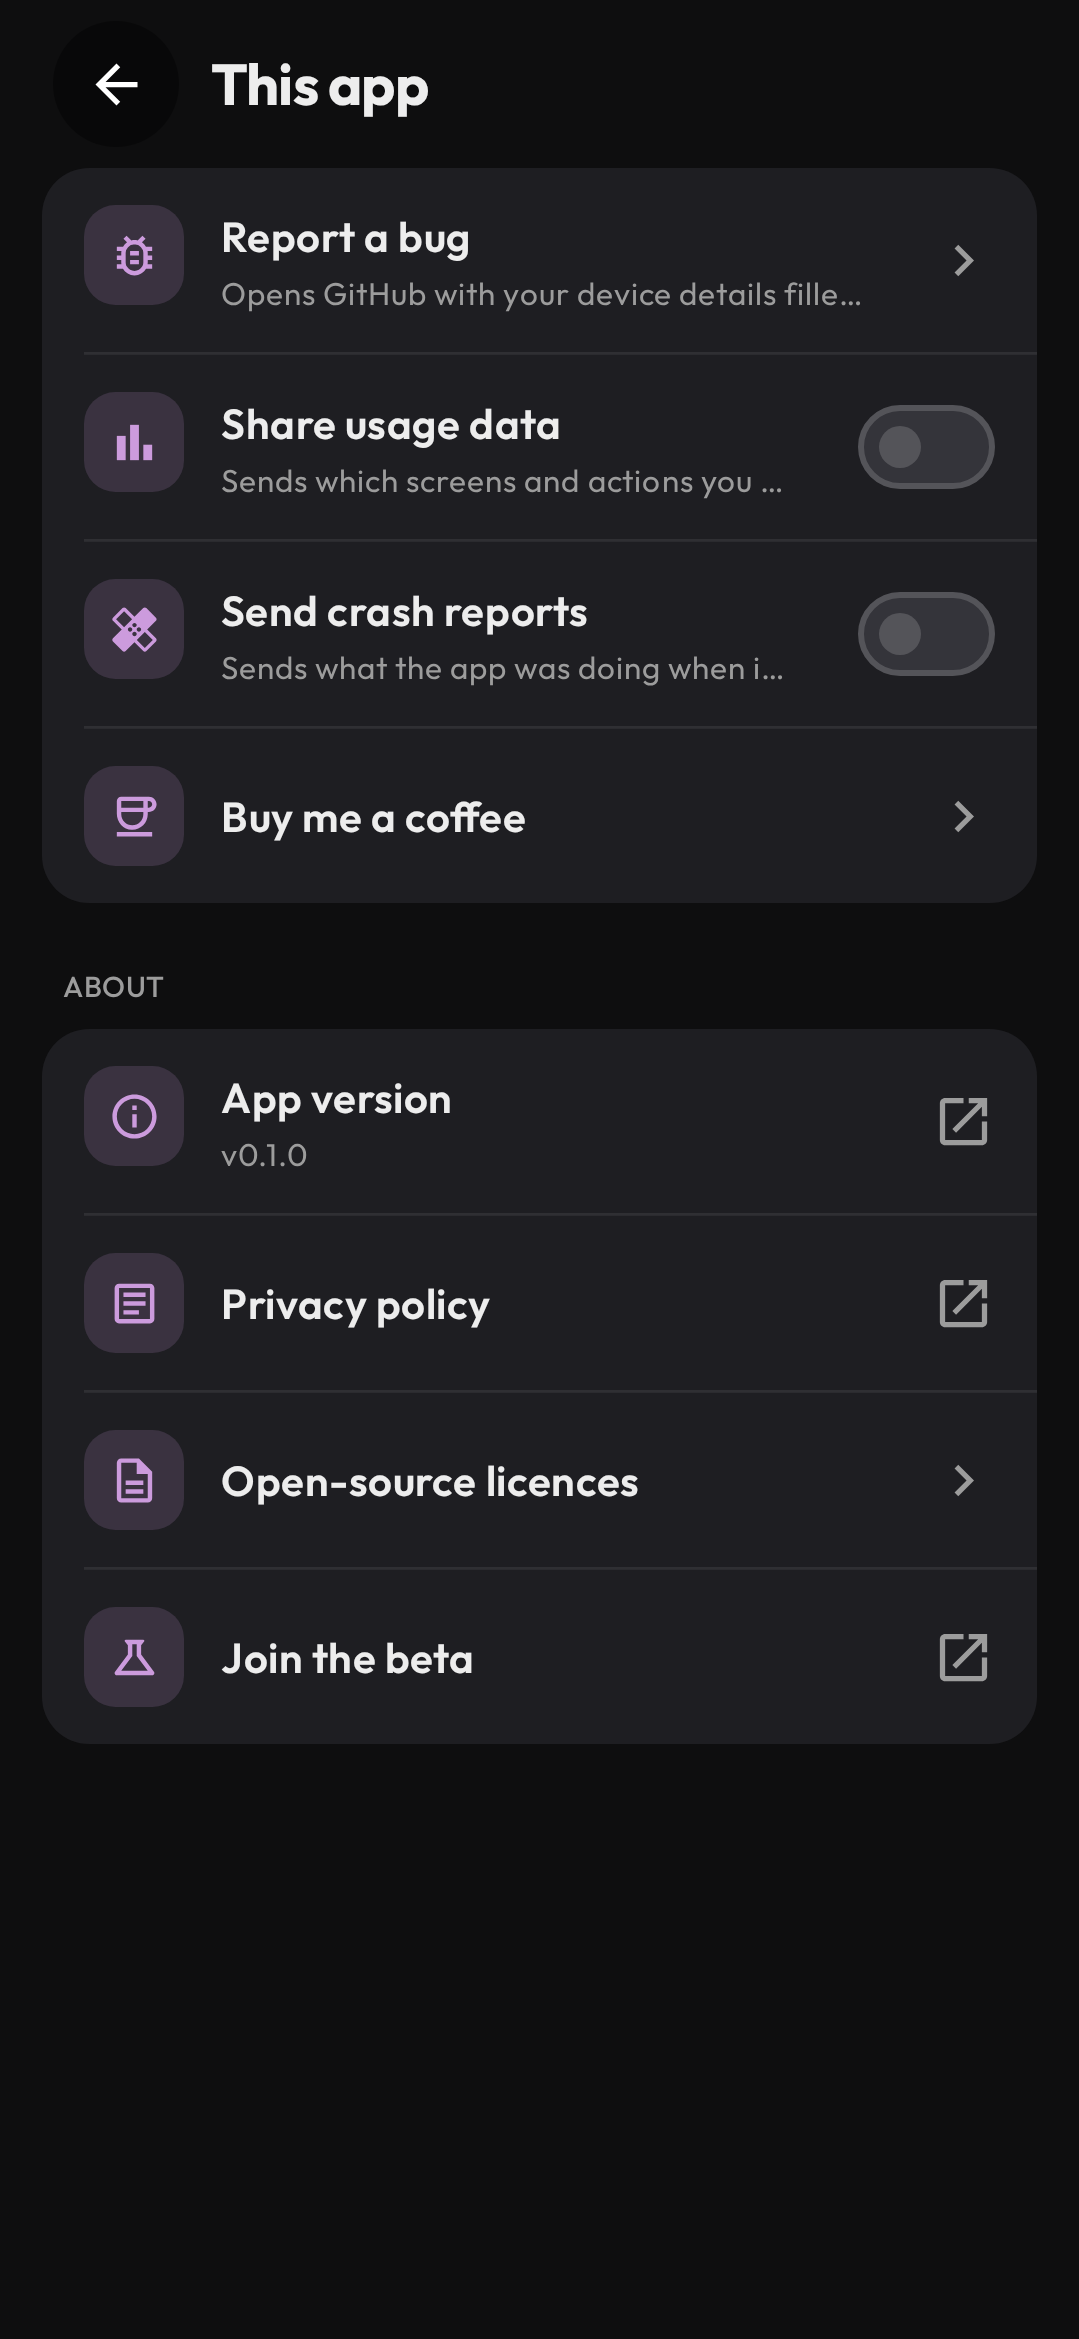 This app
Report a bug
Opens GitHub with your device details fille...
Share usage data
Sends which screens and actions you ...
Send crash reports
Sends what the app was doing when i...
Buy me a coffee
ABOUT
App version
v0.1.0
Privacy policy
Open-source licences
Join the beta